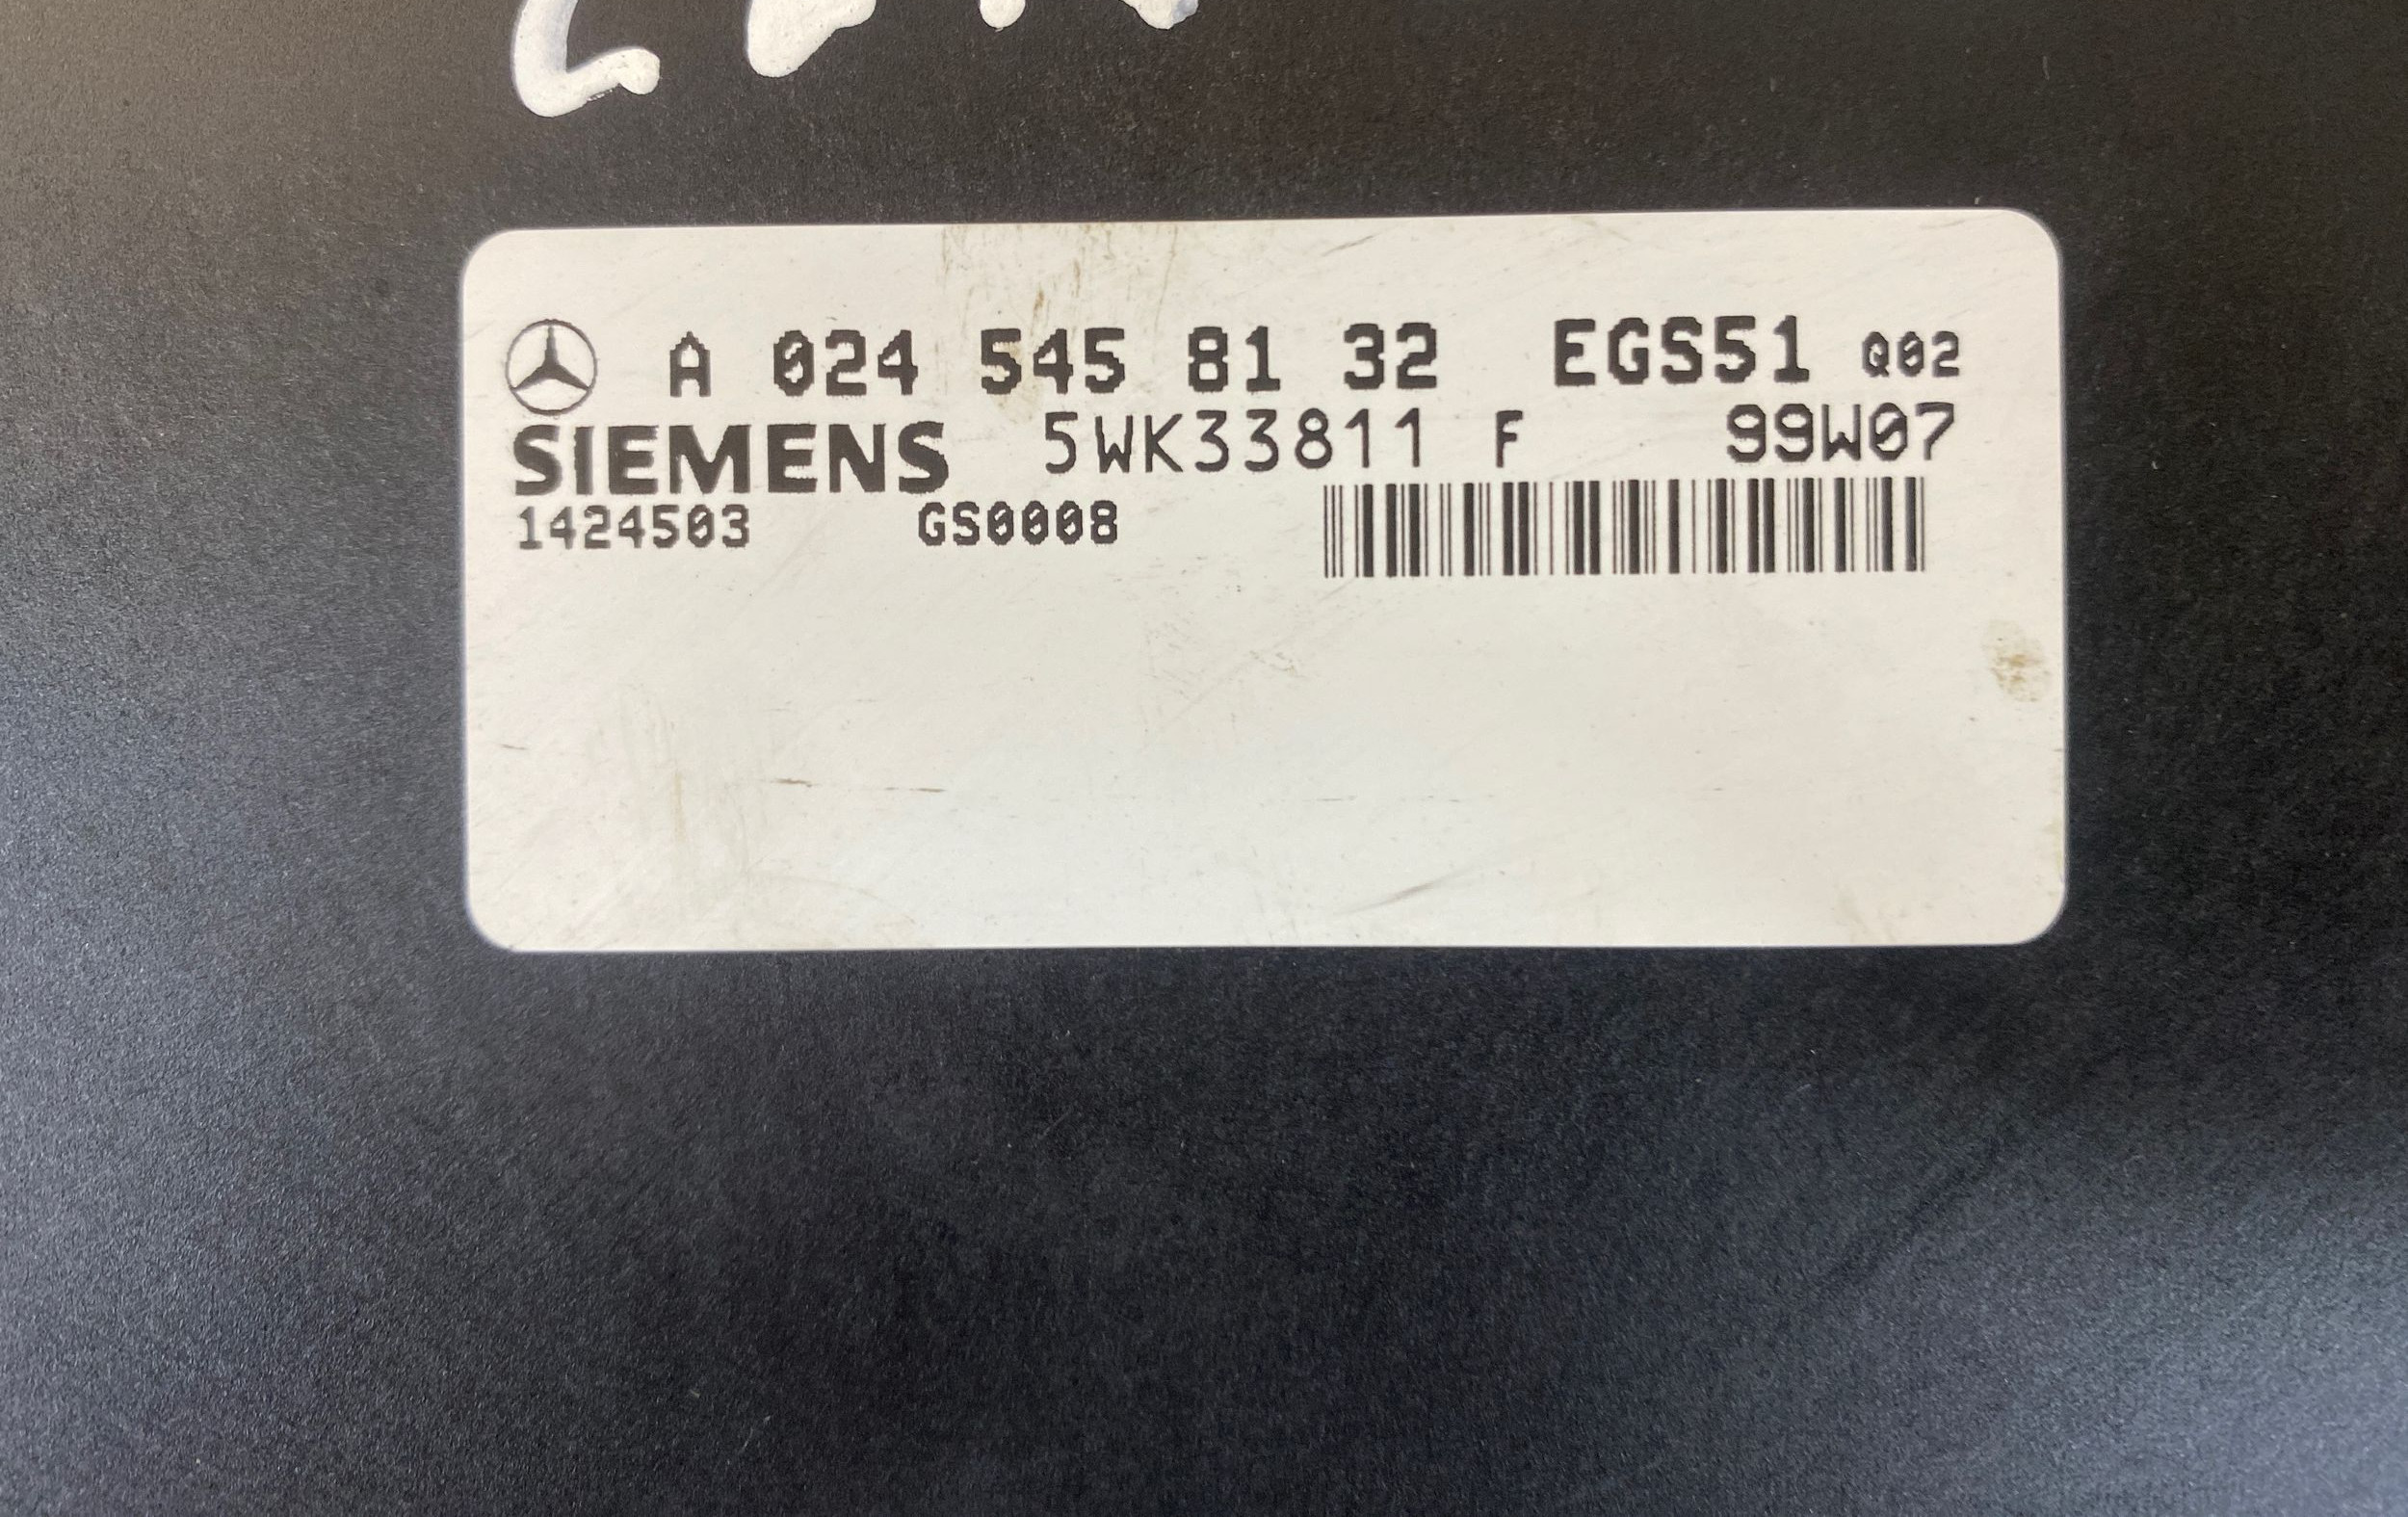 A 024 545 81 32 EGS51 Q02
SIEMENS 5WK33811 F 99W07
1424503 GS0008